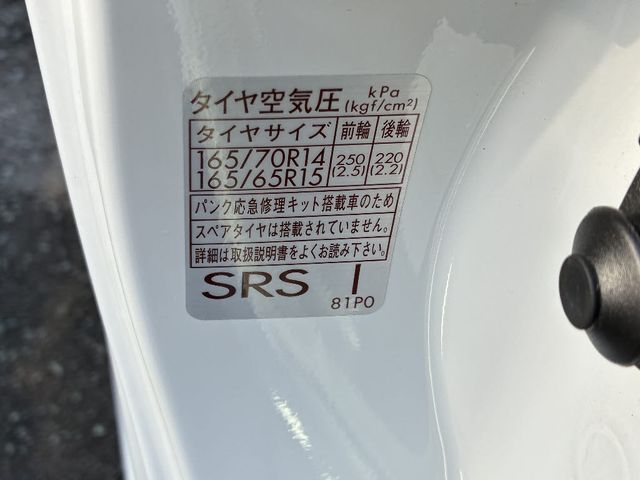 タイヤ空気圧 kPa (kgf/cm²)
タイヤサイズ 前輪 後輪
165/70R14 250 220
165/65R15 (2.5) (2.2)
パンク応急修理キット搭載車のため
スペアタイヤは搭載されていません。
詳細は取扱説明書をよくお読み下さい。
SRS I
81P0